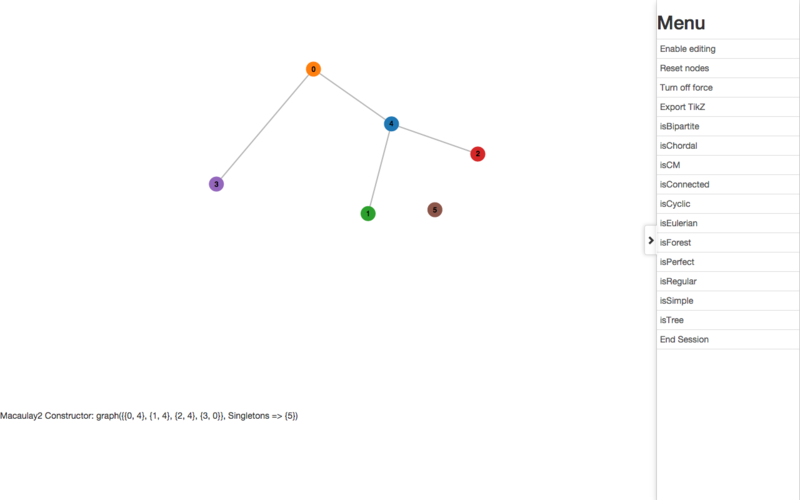 Menu
0
Enable editing
Reset nodes
Turn off force
Export TikZ
4
isBipartite
isChordal
2
isCM
3
isConnected
isCyclic
1
5
isEulerian
isForest
isPerfect
isRegular
isSimple
isTree
End Session
Macaulay2 Constructor: graph({{0, 4}, {1, 4}, {2, 4}, {3, 0}}, Singletons => {5})